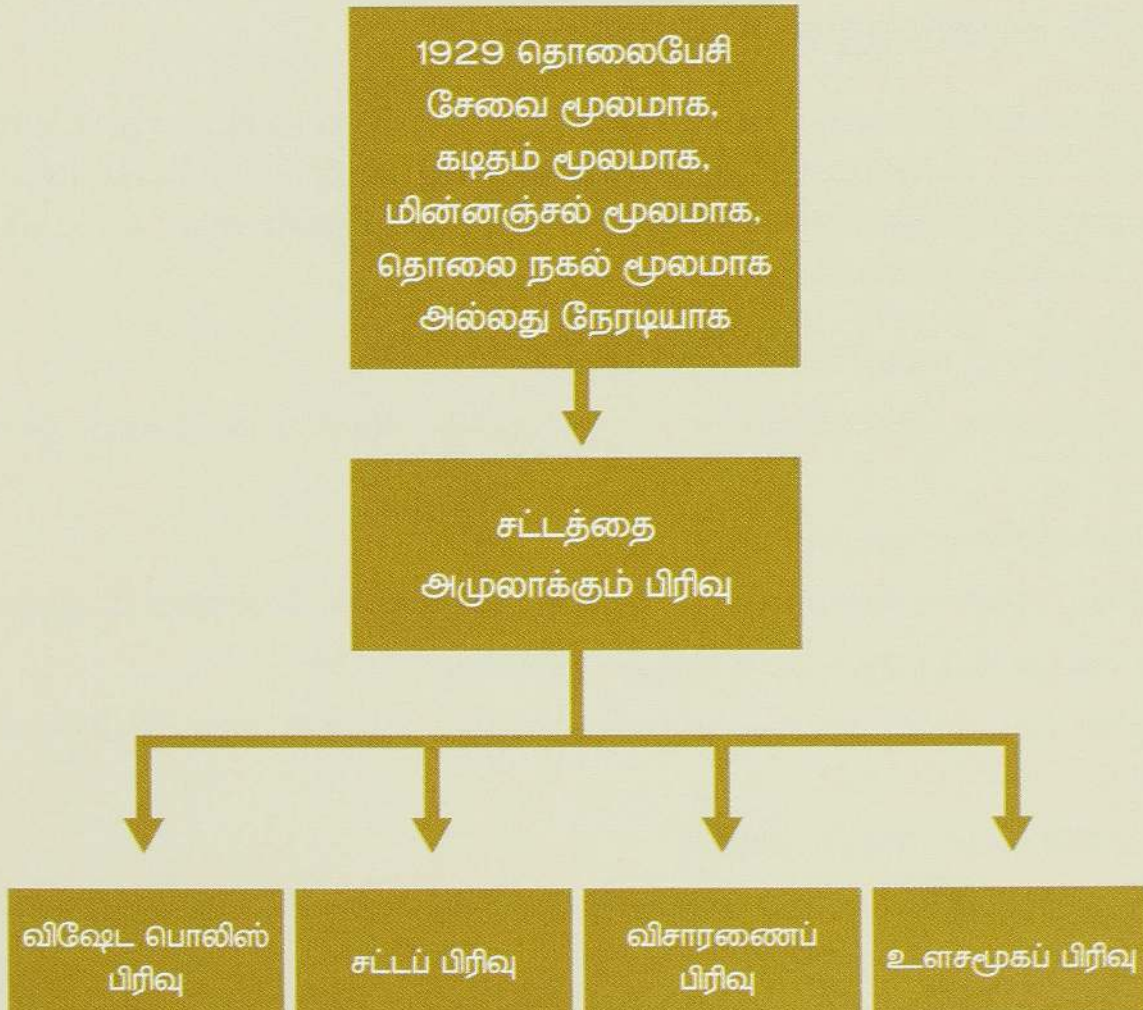 1929 தொலைபேசி
சேவை மூலமாக,
கடிதம் மூலமாக,
மின்னஞ்சல் மூலமாக,
தொலை நகல் மூலமாக
அல்லது நேரடியாக
சட்டத்தை
அமுலாக்கும் பிரிவு
விஷேட பொலிஸ்
பிரிவு
சட்டப் பிரிவு
விசாரணைப்
பிரிவு
உளசமூகப் பிரிவு